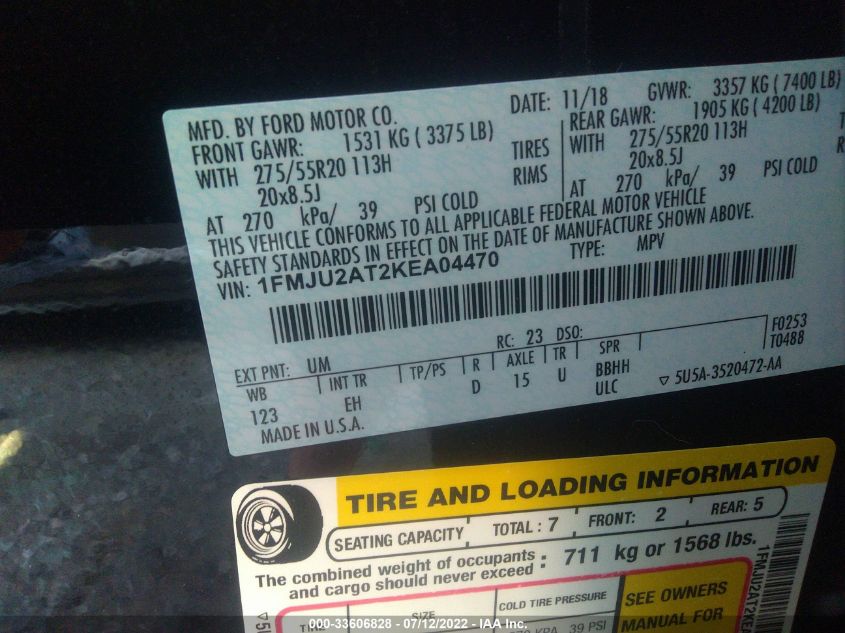 MFD. BY FORD MOTOR CO.
DATE: 11/18 GVWR: 3357 KG ( 7400 LB)
FRONT GAWR: 1531 KG ( 3375 LB)
REAR GAWR: 1905 KG ( 4200 LB)
WITH 275/55R20 113H TIRES
WITH 275/55R20 113H
20x8.5J RIMS
20x8.5J
AT 270 kPa/ 39 PSI COLD
AT 270 kPa/ 39 PSI COLD
THIS VEHICLE CONFORMS TO ALL APPLICABLE FEDERAL MOTOR VEHICLE
SAFETY STANDARDS IN EFFECT ON THE DATE OF MANUFACTURE SHOWN ABOVE.
VIN: 1FMJU2AT2KEA04470 TYPE: MPV
EXT PNT: UM RC: 23 DSO:
F0253
T0488
WB INT TR TP/PS R AXLE TR SPR
123 EH D 15 U BBHH
ULC
▽ 5U5A-3520472-AA
MADE IN U.S.A.
TIRE AND LOADING INFORMATION
SEATING CAPACITY TOTAL : 7 FRONT: 2 REAR: 5
The combined weight of occupants
and cargo should never exceed : 711 kg or 1568 lbs.
SIZE COLD TIRE PRESSURE
39 PSI
SEE OWNERS
MANUAL FOR
1FMJU2AT2KEA
000-33606828 - 07/12/2022 - IAA Inc.